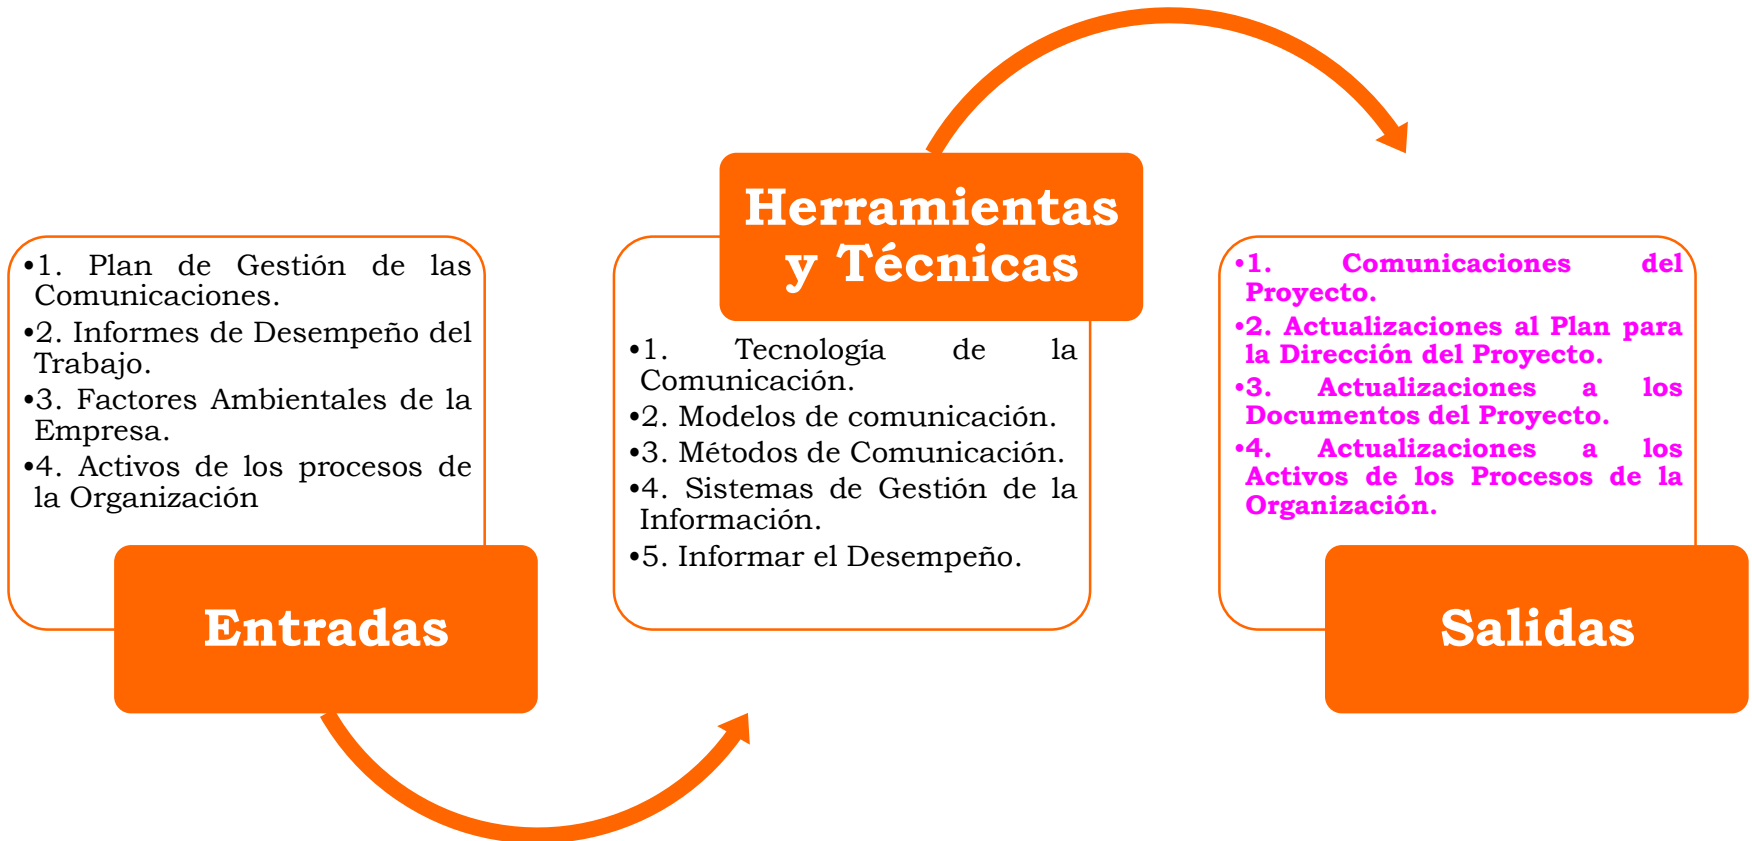 •1. Plan de Gestión de las
Comunicaciones.
•2. Informes de Desempeño del
Trabajo.
•3. Factores Ambientales de la
Empresa.
•4. Activos de los procesos de
la Organización
Entradas
Herramientas
y Técnicas
•1. Tecnología de la
Comunicación.
•2. Modelos de comunicación.
•3. Métodos de Comunicación.
•4. Sistemas de Gestión de la
Información.
•5. Informar el Desempeño.
•1. Comunicaciones del
Proyecto.
•2. Actualizaciones al Plan para
la Dirección del Proyecto.
•3. Actualizaciones a los
Documentos del Proyecto.
•4. Actualizaciones a los
Activos de los Procesos de la
Organización.
Salidas